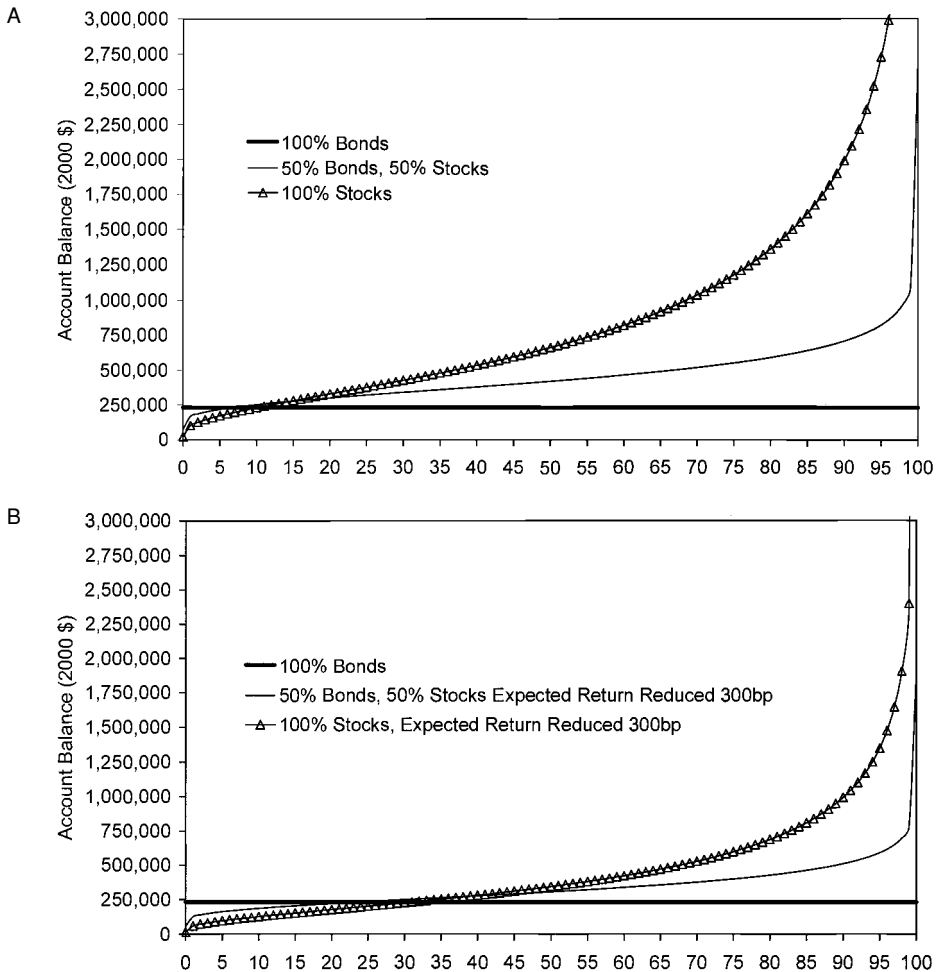 A
3,000,000
2,750,000
2,500,000
2,250,000
2,000,000
1,750,000
1,500,000
1,250,000
1,000,000
750,000
500,000
250,000
0
Account Balance (2000 $)
100% Bonds
50% Bonds, 50% Stocks
100% Stocks
0 5 10 15 20 25 30 35 40 45 50 55 60 65 70 75 80 85 90 95 100
B
3,000,000
2,750,000
2,500,000
2,250,000
2,000,000
1,750,000
1,500,000
1,250,000
1,000,000
750,000
500,000
250,000
0
Account Balance (2000 $)
100% Bonds
50% Bonds, 50% Stocks Expected Return Reduced 300bp
100% Stocks, Expected Return Reduced 300bp
0 5 10 15 20 25 30 35 40 45 50 55 60 65 70 75 80 85 90 95 100